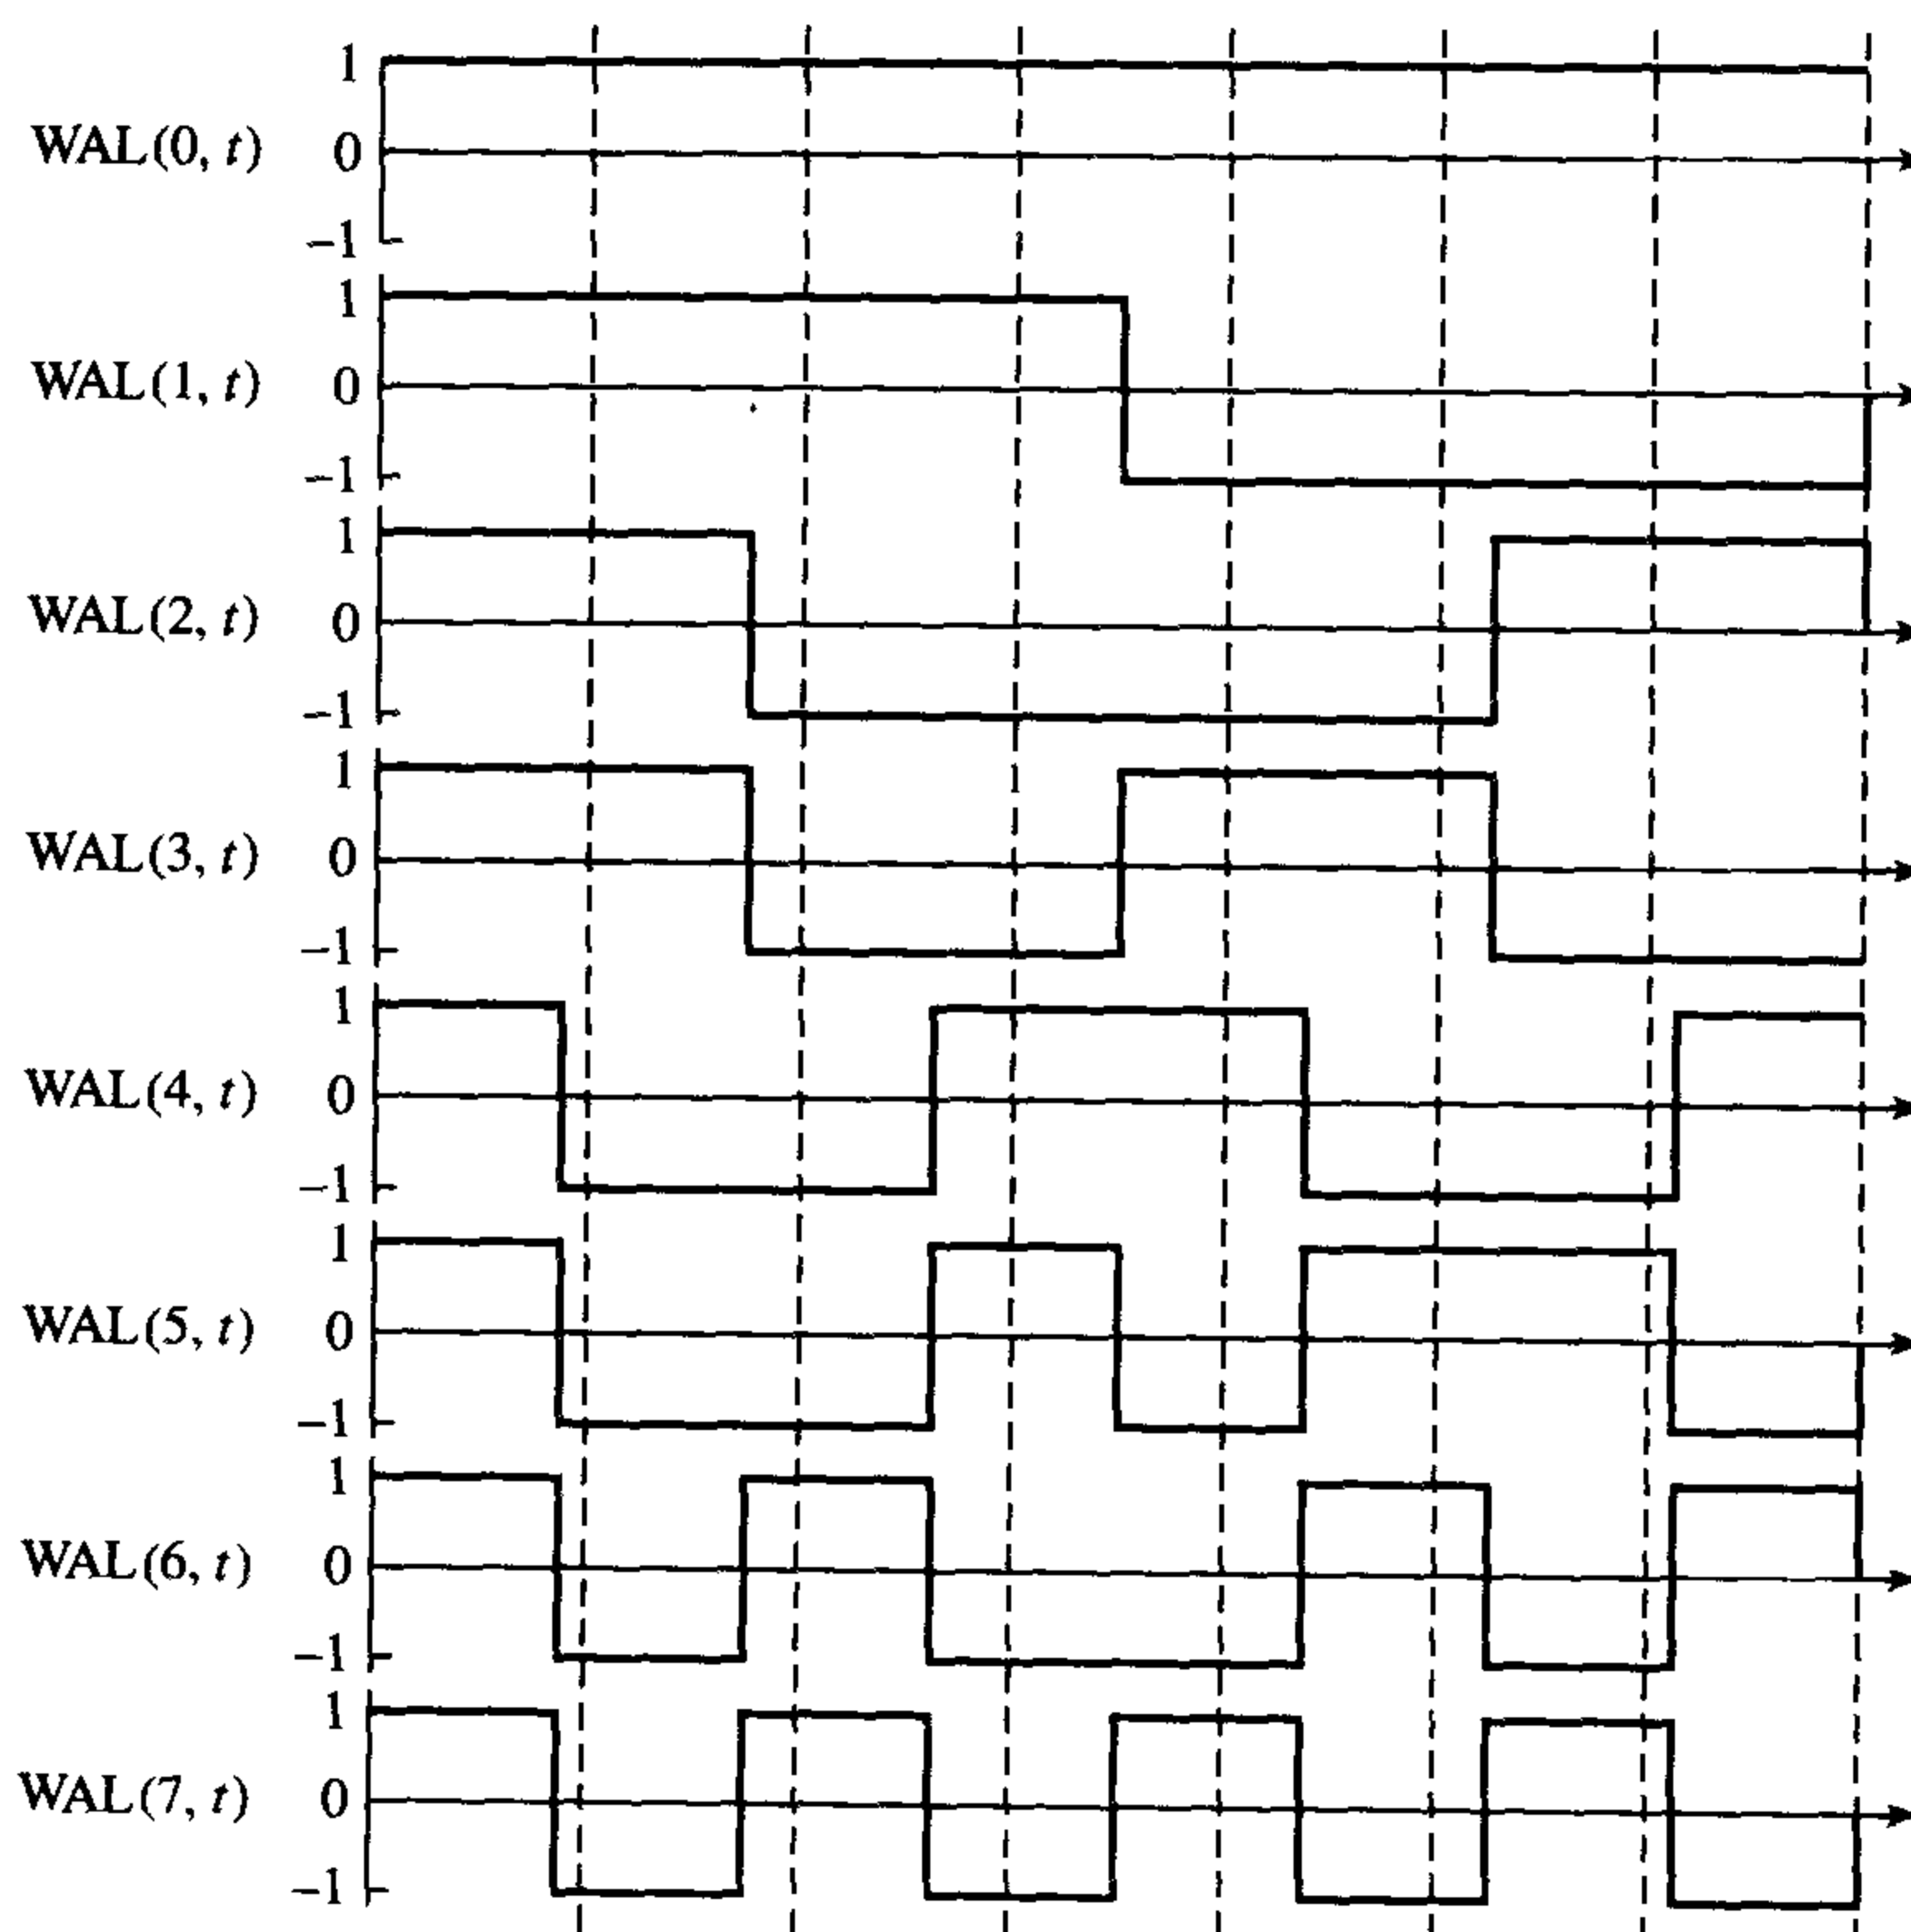 1
WAL(0, t) 0
−1
1
WAL(1, t) 0
−1
1
WAL(2, t) 0
−1
1
WAL(3, t) 0
−1
1
WAL(4, t) 0
−1
1
WAL(5, t) 0
−1
1
WAL(6, t) 0
−1
1
WAL(7, t) 0
−1